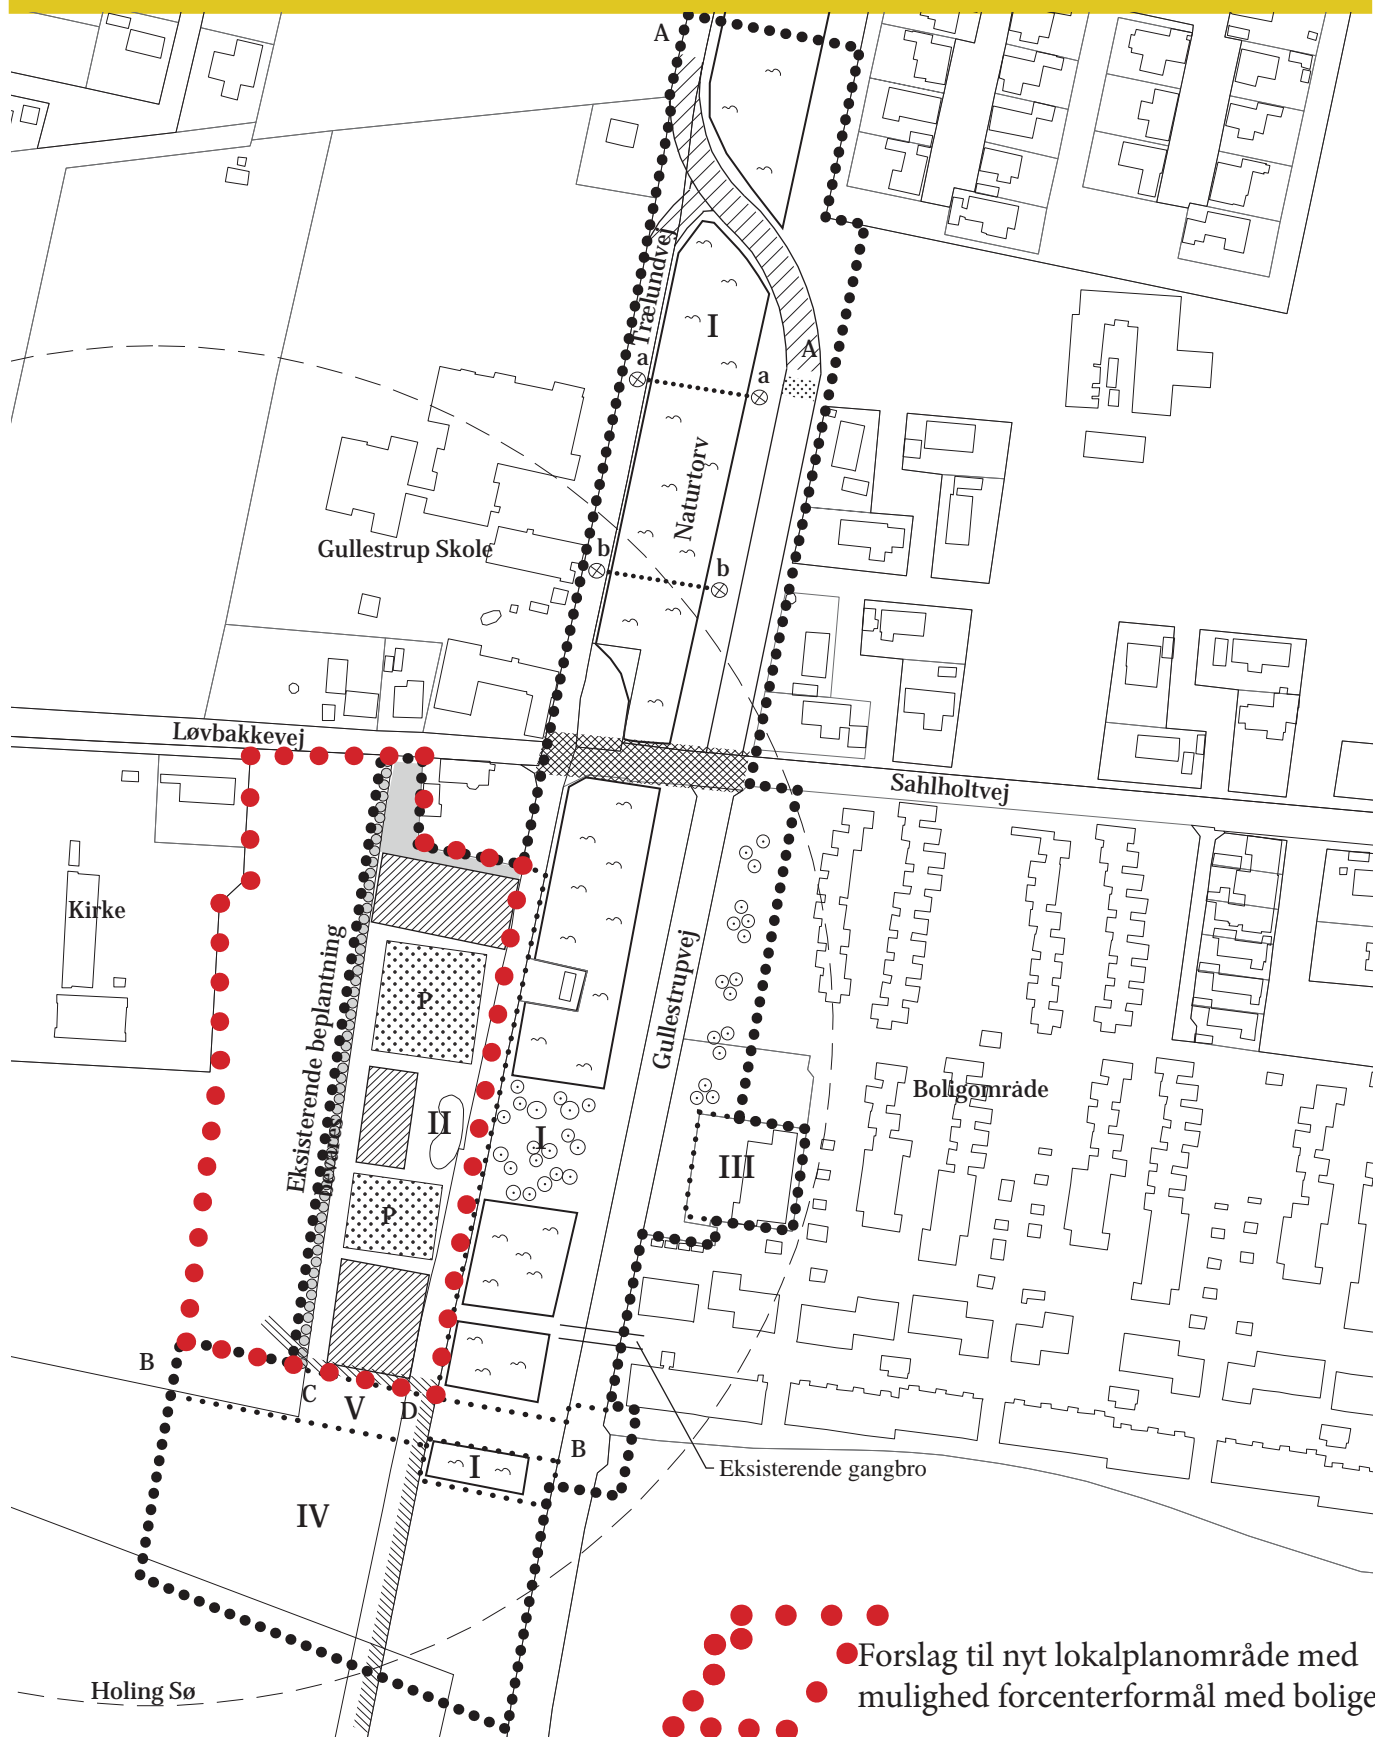 A
Trælundvej
I
A
a
a
Naturtorv
Gullestrup Skole
b
b
Løvbakkevej
Sahlholtvej
Kirke
Eksisterende beplantning
bevares
P
Gullestrupvej
II
I
Boligområde
III
P
B
C
V
D
B
I
Eksisterende gangbro
IV
Holing Sø
Forslag til nyt lokalplanområde med
mulighed forcenterformål med bolige